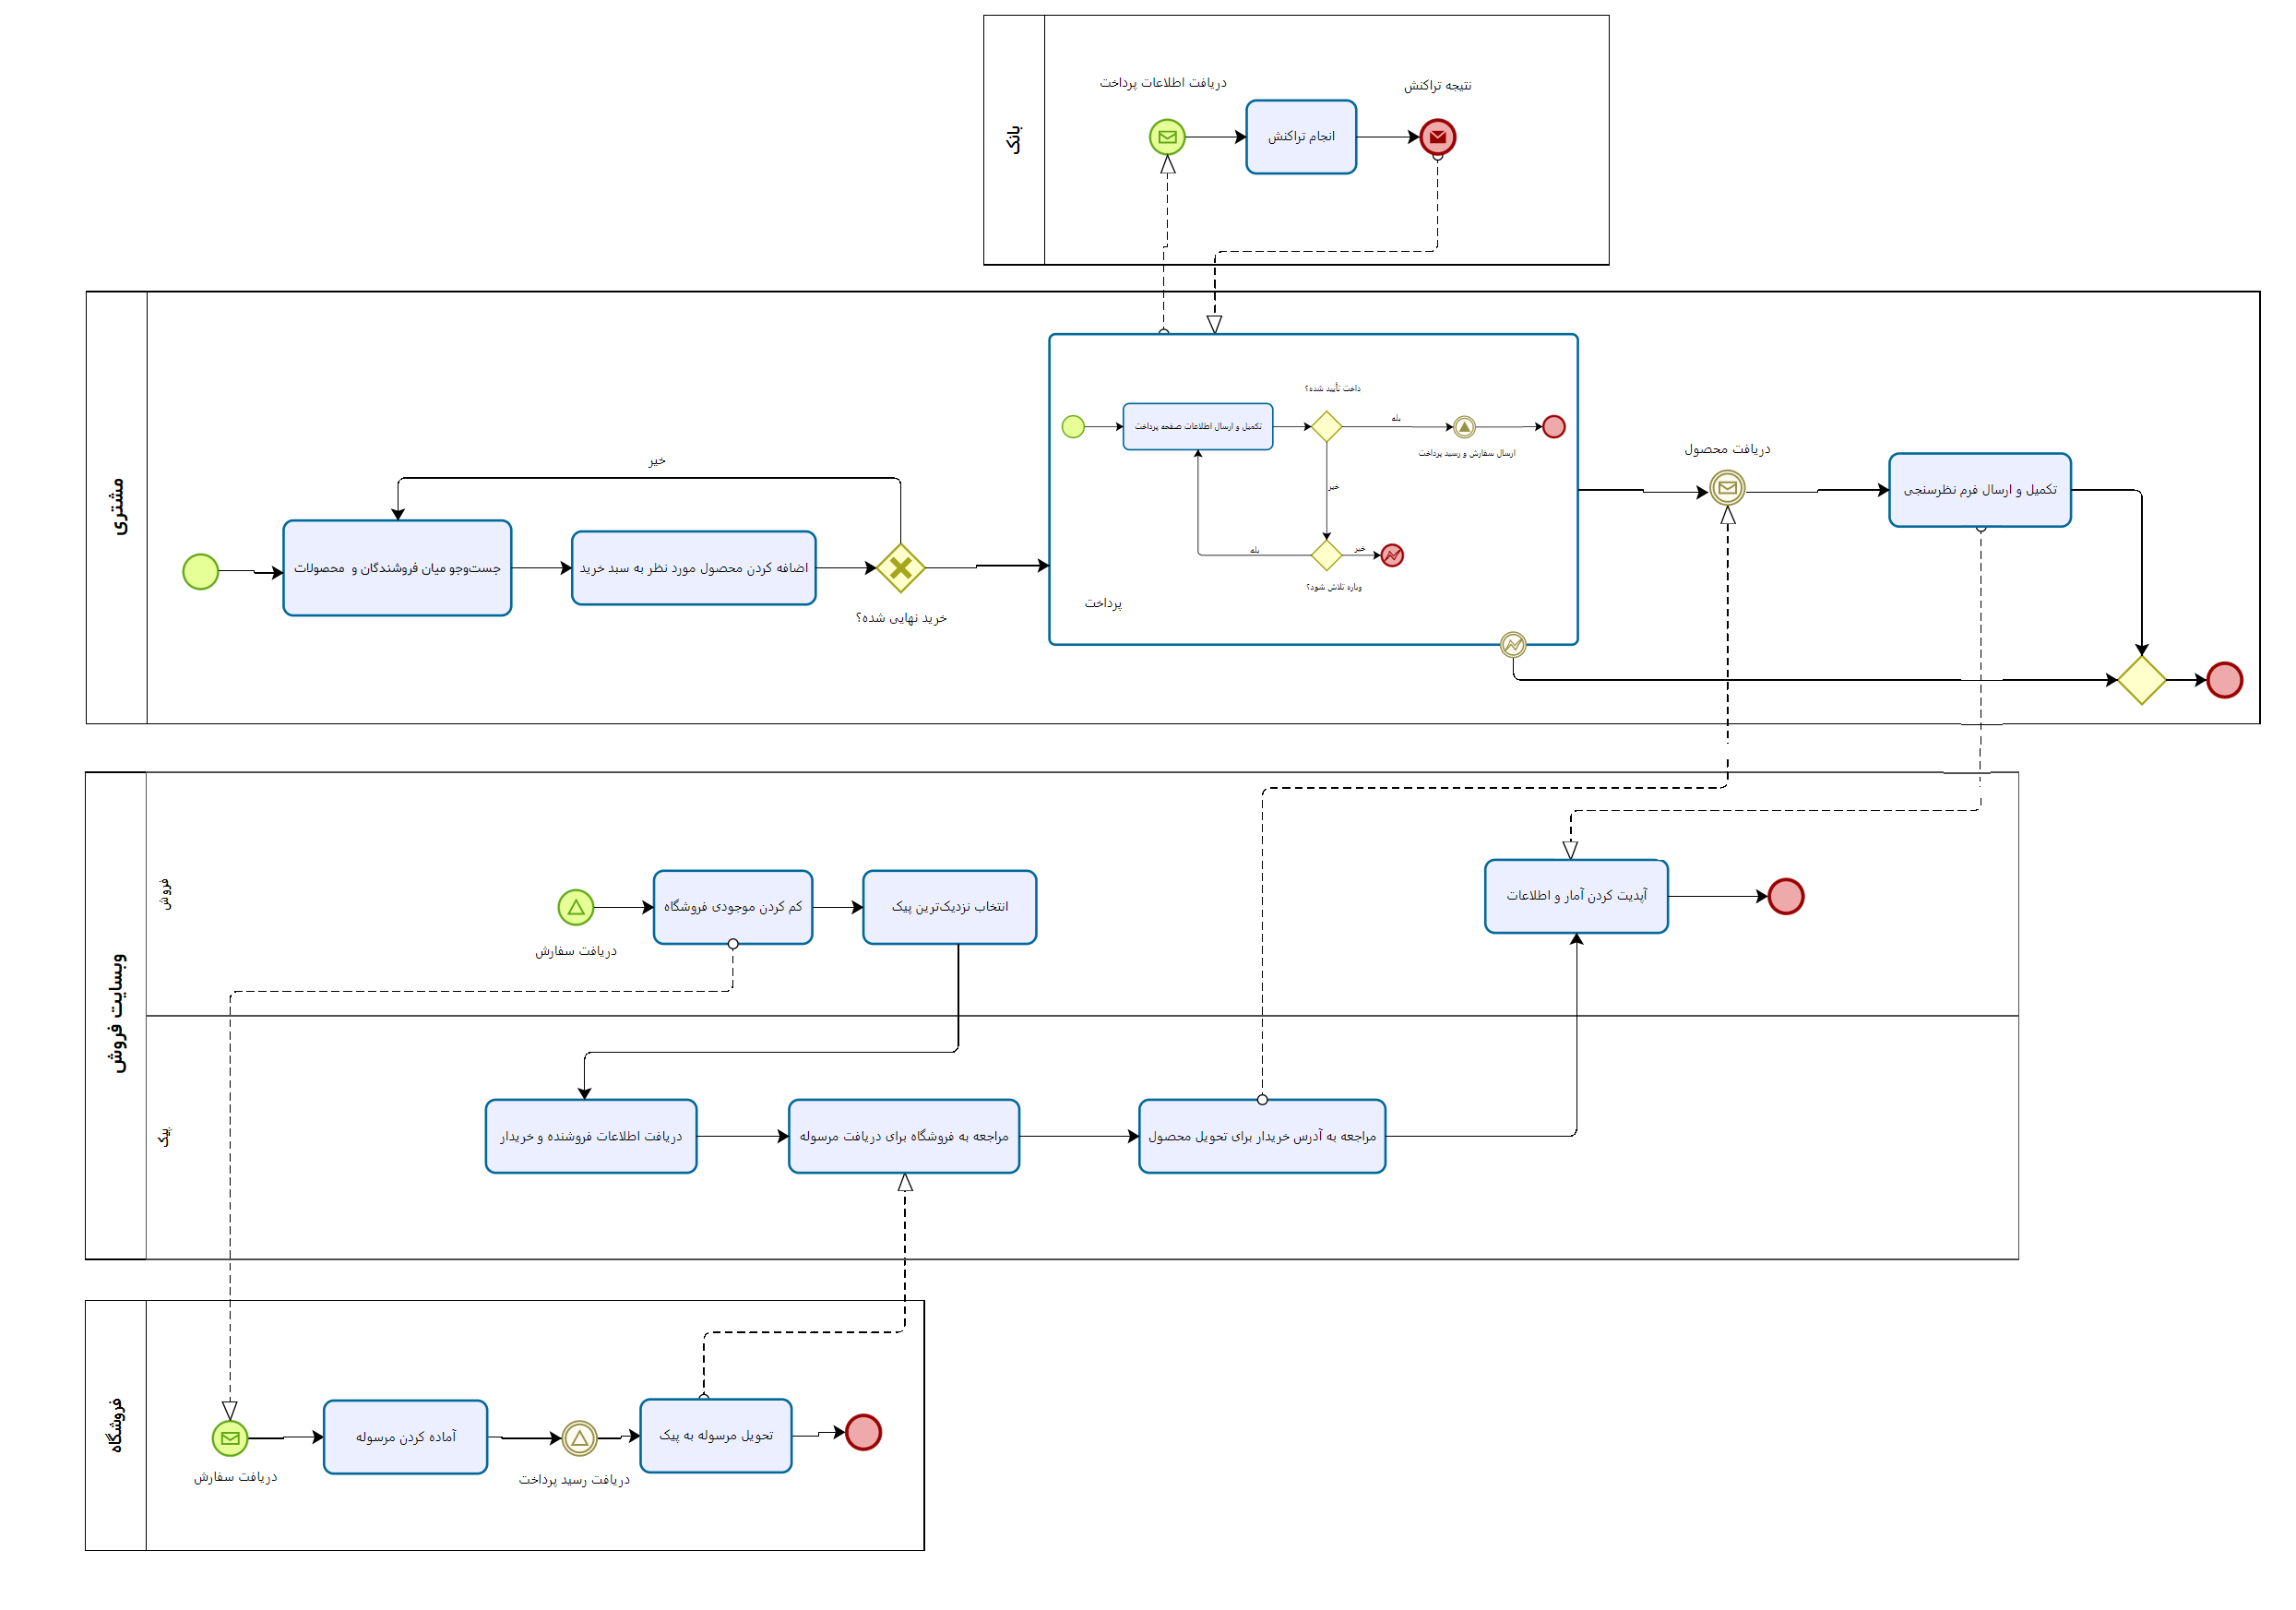 بانک
دریافت اطلاعات پرداخت
انجام تراکنش
نتیجه تراکنش
مشتری
جست‌وجو میان فروشندگان و محصولات
اضافه کردن محصول مورد نظر به سبد خرید
خیر
خرید نهایی شده؟
پرداخت
تکمیل و ارسال اطلاعات صفحه پرداخت
داخت تأیید شده؟
بله
ارسال سفارش و رسید پرداخت
خیر
بله
خیر
وباره تلاش شود؟
دریافت محصول
تکمیل و ارسال فرم نظرسنجی
وبسایت فروش
فروش
دریافت سفارش
کم کردن موجودی فروشگاه
انتخاب نزدیک‌ترین پیک
آپدیت کردن آمار و اطلاعات
پیک
دریافت اطلاعات فروشنده و خریدار
مراجعه به فروشگاه برای دریافت مرسوله
مراجعه به آدرس خریدار برای تحویل محصول
فروشگاه
دریافت سفارش
آماده کردن مرسوله
دریافت رسید پرداخت
تحویل مرسوله به پیک